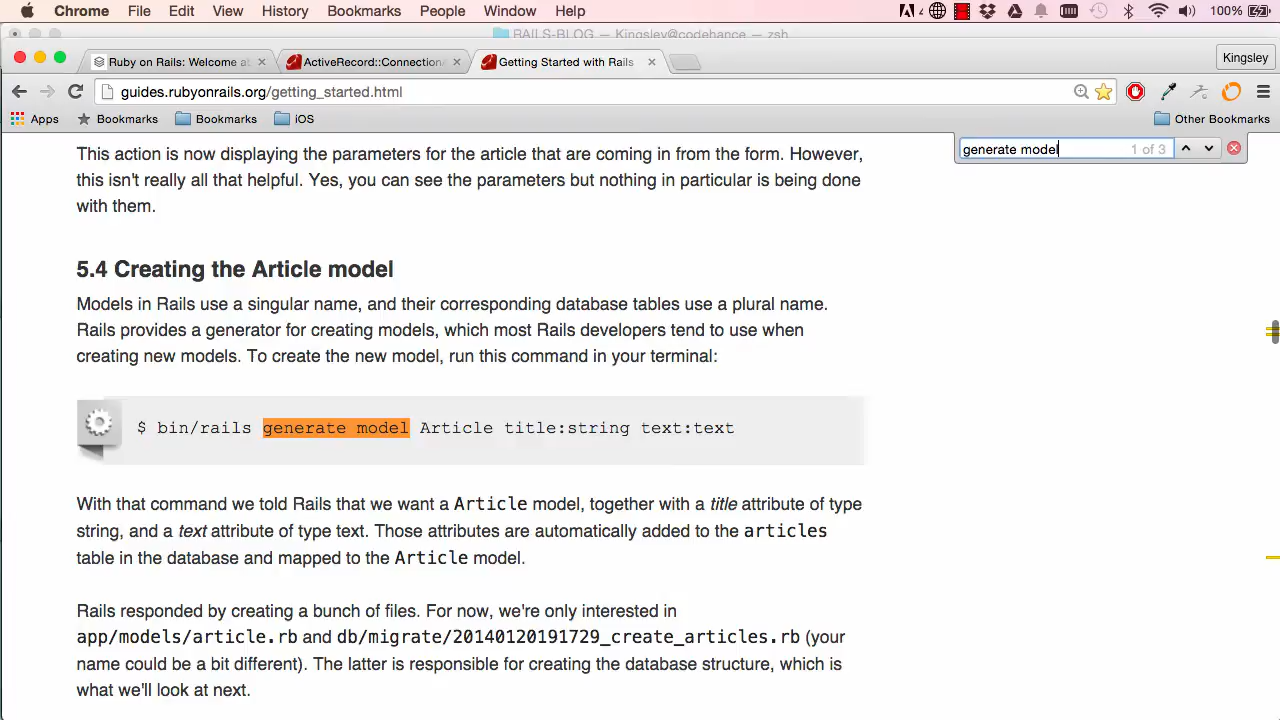 Chrome File Edit View History Bookmarks People Window Help 4 100%
RAILS-BLOG — Kingsley@codehance — zsh
Ruby on Rails: Welcome a × ActiveRecord::Connection × Getting Started with Rails × Kingsley
guides.rubyonrails.org/getting_started.html
Apps Bookmarks Bookmarks iOS Other Bookmarks
generate model 1 of 3
This action is now displaying the parameters for the article that are coming in from the form. However,
this isn't really all that helpful. Yes, you can see the parameters but nothing in particular is being done
with them.
5.4 Creating the Article model
Models in Rails use a singular name, and their corresponding database tables use a plural name.
Rails provides a generator for creating models, which most Rails developers tend to use when
creating new models. To create the new model, run this command in your terminal:
$ bin/rails generate model Article title:string text:text
With that command we told Rails that we want a Article model, together with a title attribute of type
string, and a text attribute of type text. Those attributes are automatically added to the articles
table in the database and mapped to the Article model.
Rails responded by creating a bunch of files. For now, we're only interested in
app/models/article.rb and db/migrate/20140120191729_create_articles.rb (your
name could be a bit different). The latter is responsible for creating the database structure, which is
what we'll look at next.